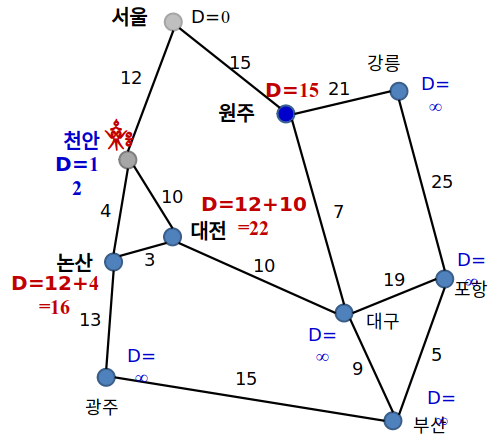 서울 D=0
12
15
강릉
D=
∞
D=15
21
원주
천안
D=1
2
10
25
4
D=12+10
대전 =22
7
논산
3
10
D=
∞
포항
D=12+4
=16
19
13
대구
D=
∞
D=
∞
9
5
15
광주
D=
∞
부산